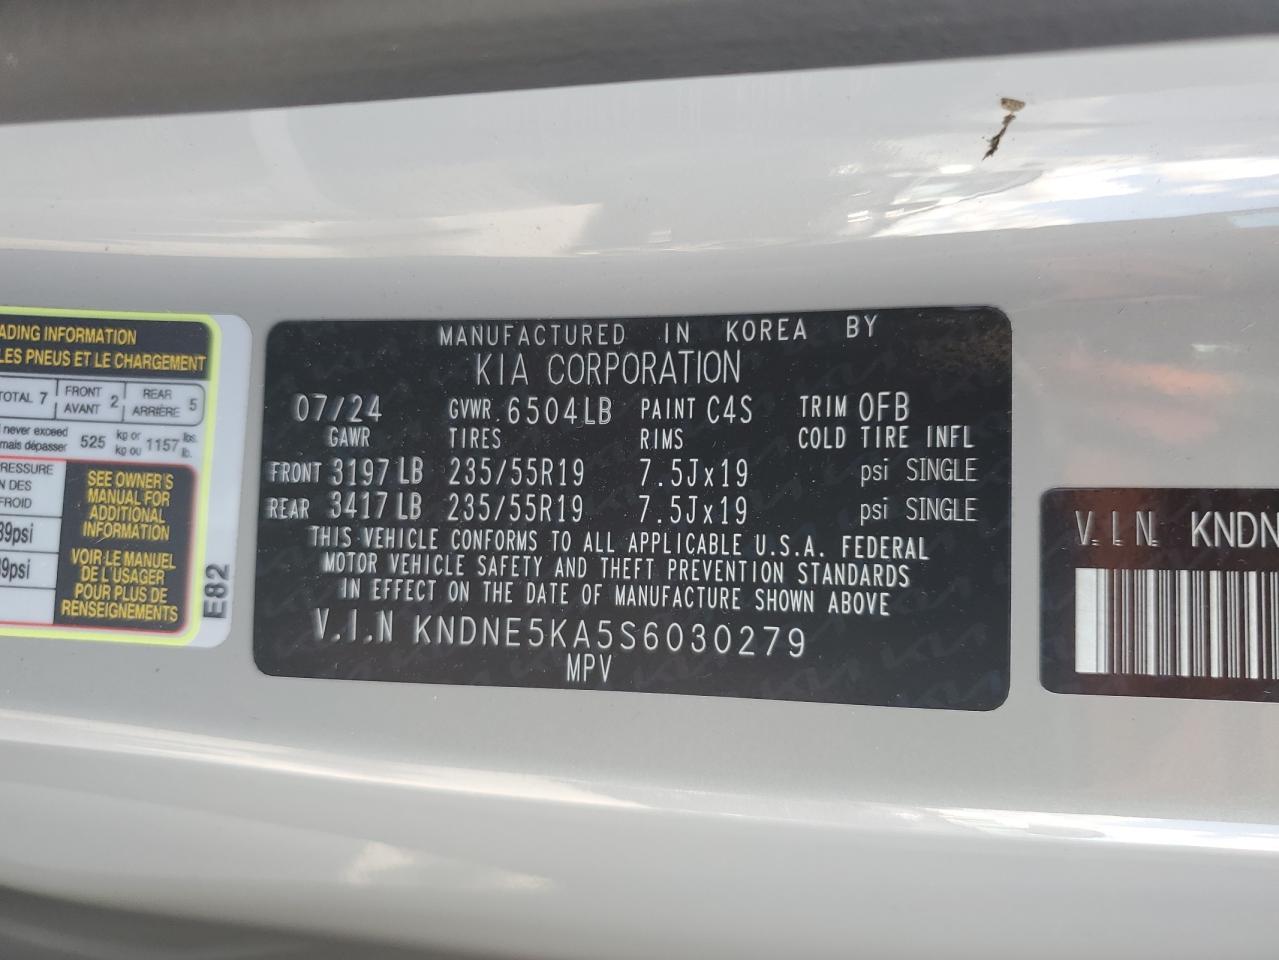 ADING INFORMATION
LES PNEUS ET LE CHARGEMENT
TOTAL 7 FRONT AVANT 2 REAR ARRIÈRE 5
never exceed
mais dépasser 525 kg or kg ou 1157 lbs. lb.
PRESSURE
N DES
FROID
39psi
39psi
SEE OWNER'S
MANUAL FOR
ADDITIONAL
INFORMATION
VOIR LE MANUEL
DE L'USAGER
POUR PLUS DE
RENSEIGNEMENTS
E82
MANUFACTURED IN KOREA BY
KIA CORPORATION
07/24 GVWR 6504LB PAINT C4S TRIM OFB
GAWR TIRES RIMS COLD TIRE INFL
FRONT 3197 LB 235/55R19 7.5Jx19 psi SINGLE
REAR 3417 LB 235/55R19 7.5Jx19 psi SINGLE
THIS VEHICLE CONFORMS TO ALL APPLICABLE U.S.A. FEDERAL
MOTOR VEHICLE SAFETY AND THEFT PREVENTION STANDARDS
IN EFFECT ON THE DATE OF MANUFACTURE SHOWN ABOVE
V.I.N KNDNE5KA5S6030279
MPV
V.I.N. KNDN